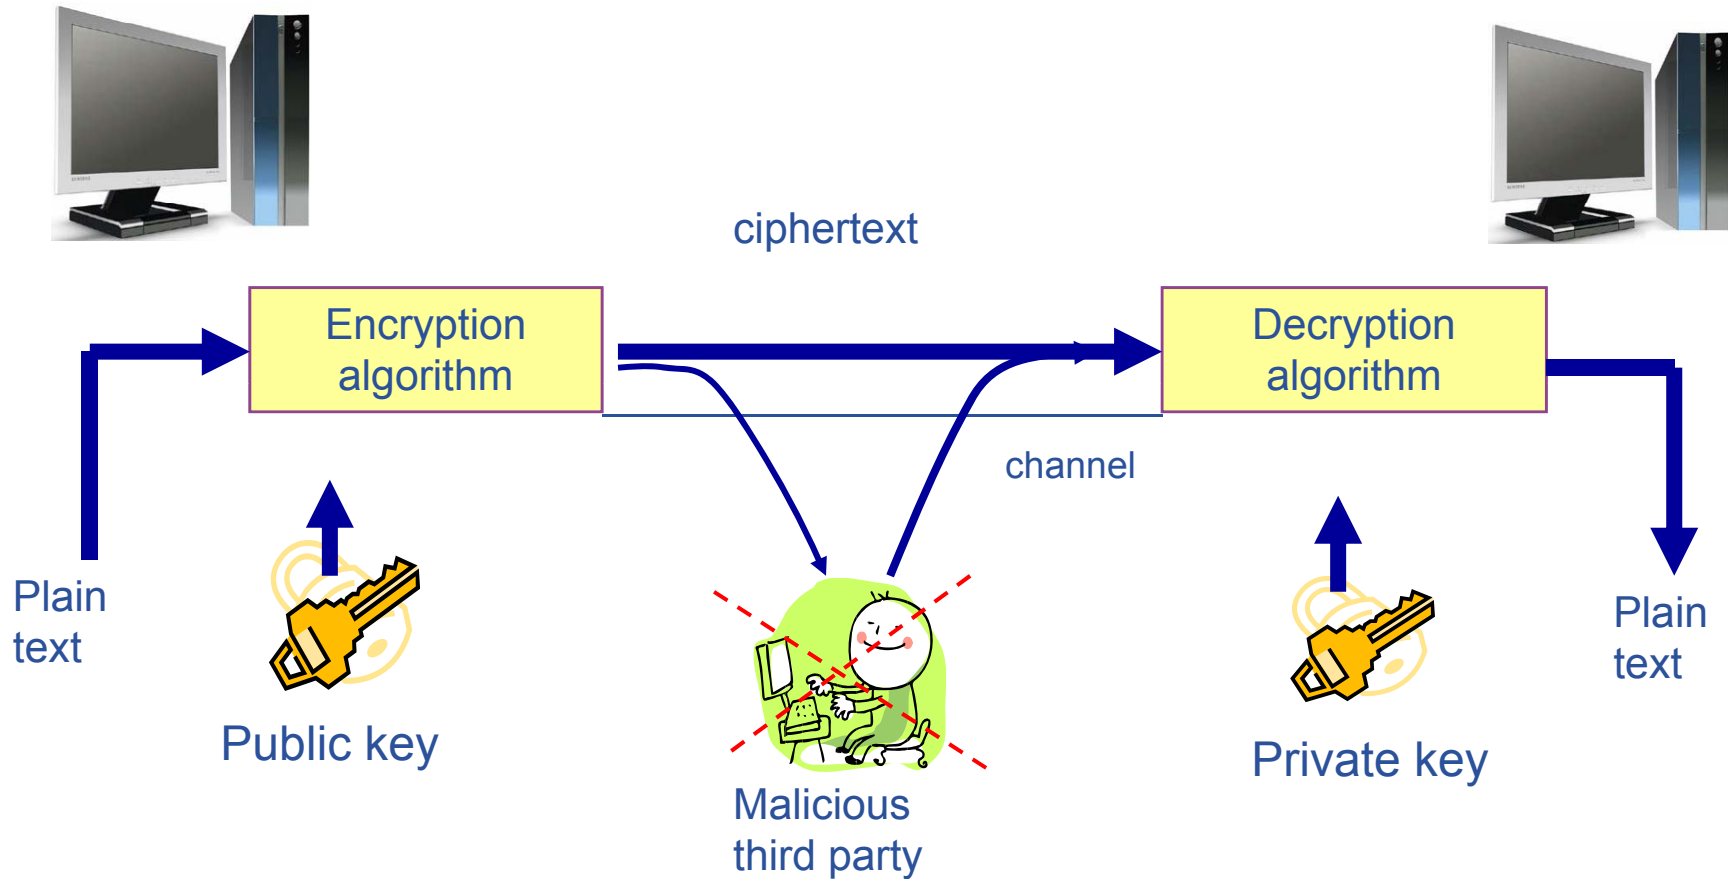 ciphertext
Encryption
algorithm
Decryption
algorithm
channel
Plain
text
Public key
Malicious
third party
Private key
Plain
text